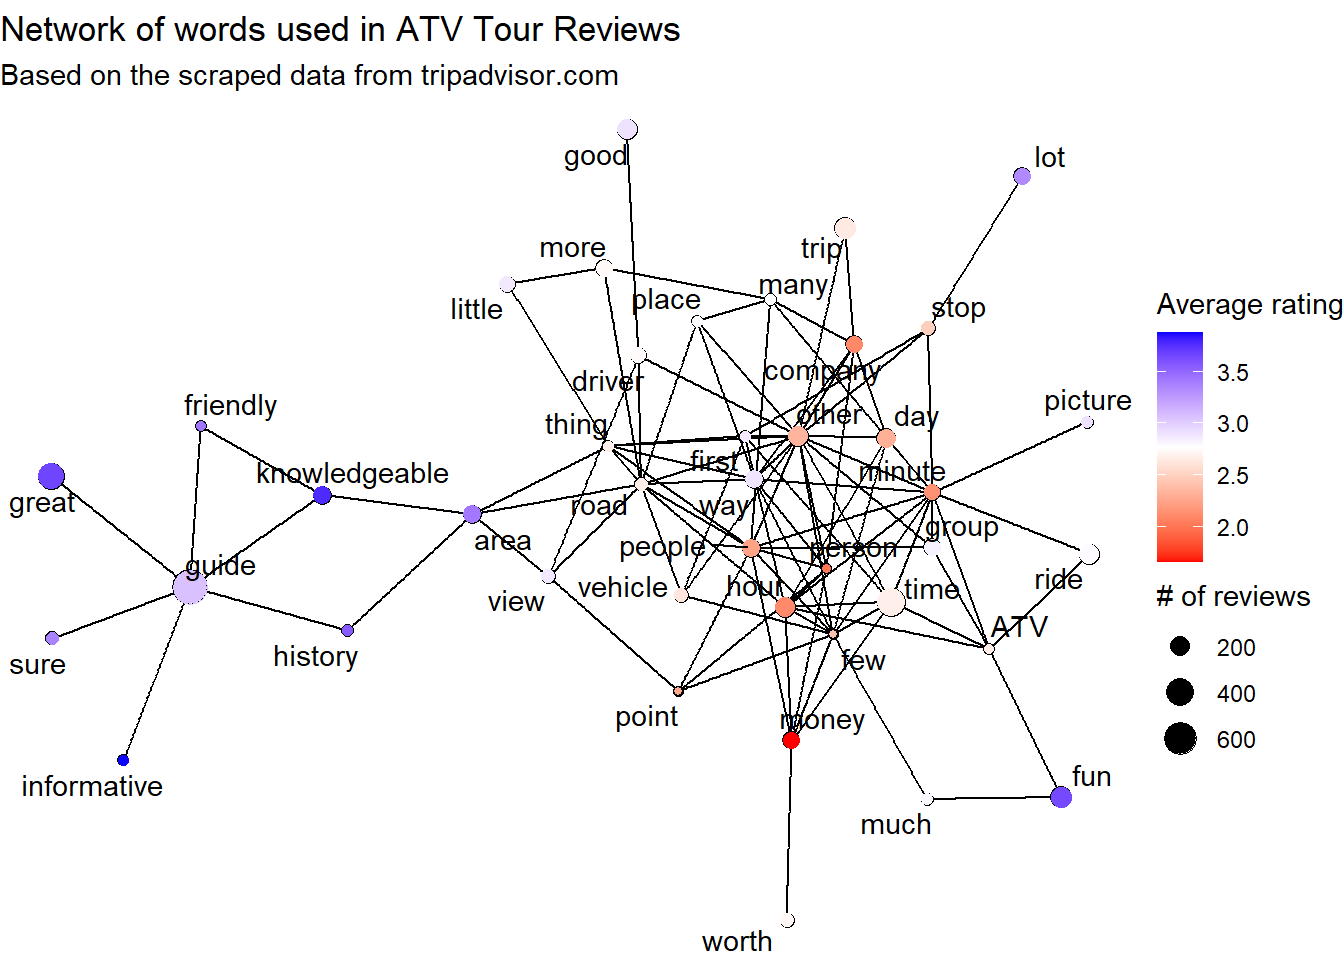 Network of words used in ATV Tour Reviews
Based on the scraped data from tripadvisor.com
good
lot
more
trip
many
little
place
stop
Average rating
driver
company
3.5
friendly
thing
other
day
picture
3.0
great
knowledgeable
first
minute
2.5
road
way
area
people
person
group
2.0
guide
view
vehicle
hour
time
ride
# of reviews
sure
history
few
ATV
200
point
money
400
informative
much
fun
600
worth